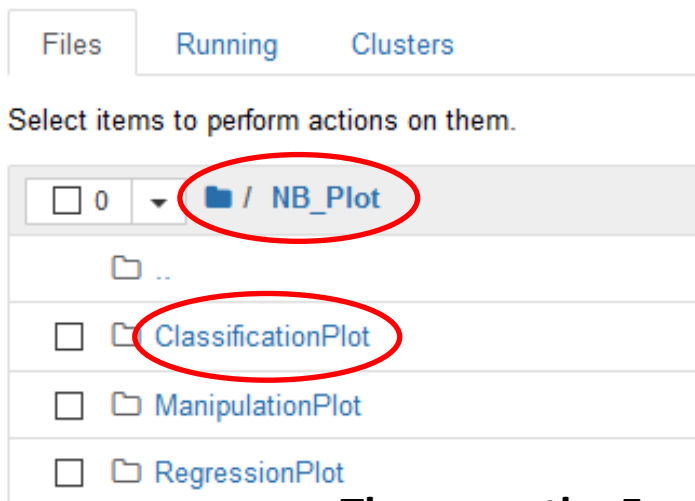 Files Running Clusters
Select items to perform actions on them.
0 / NB_Plot
..
ClassificationPlot
ManipulationPlot
RegressionPlot